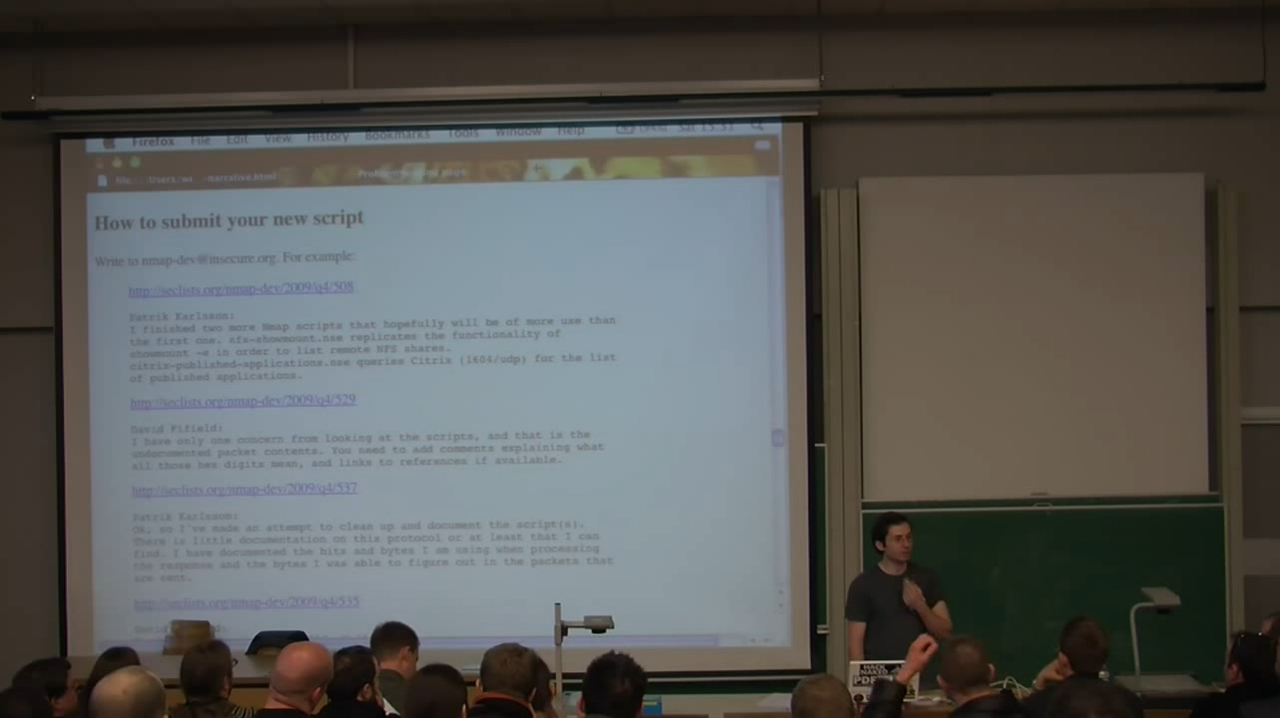 Firefox File Edit View History Bookmarks Tools Window Help
-narrative.html
How to submit your new script
Write to nmap-dev@insecure.org. For example:
http://seclists.org/nmap-dev/2009/q4/508
Patrik Karlsson:
I finished two more Nmap scripts that hopefully will be of more use than
the first one. nfs-showmount.nse replicates the functionality of
showmount -e in order to list remote NFS shares.
citrix-published-applications.nse queries Citrix (1604/udp) for the list
of published applications.
http://seclists.org/nmap-dev/2009/q4/529
David Fifield:
I have only one concern from looking at the scripts, and that is the
undocumented packet contents. You need to add comments explaining what
all those hex digits mean, and links to references if available.
http://seclists.org/nmap-dev/2009/q4/537
Patrik Karlsson:
Ok, so I've made an attempt to clean up and document the script(s).
There is little documentation on this protocol or at least that I can
find. I have documented the bits and bytes I am using when processing
the response and the bytes I was able to figure out in the packets that
are sent.
http://seclists.org/nmap-dev/2009/q4/535
HACK
NAKED